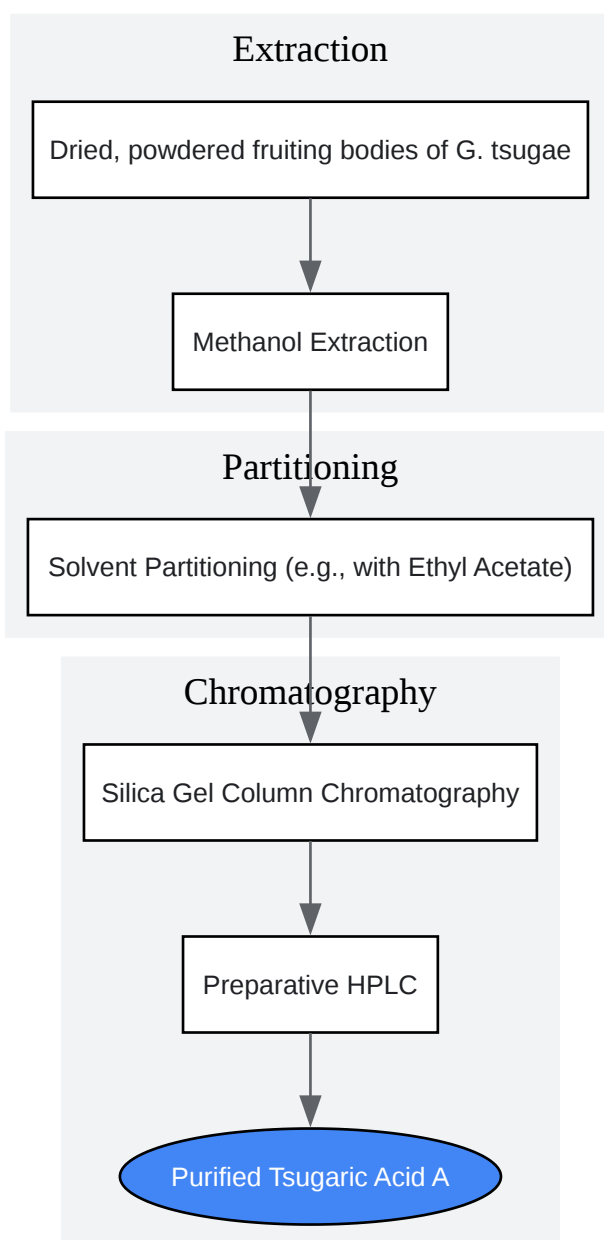 Extraction
Dried, powdered fruiting bodies of G. tsugae
Methanol Extraction
Partitioning
Solvent Partitioning (e.g., with Ethyl Acetate)
Chromatography
Silica Gel Column Chromatography
Preparative HPLC
Purified Tsugaric Acid A